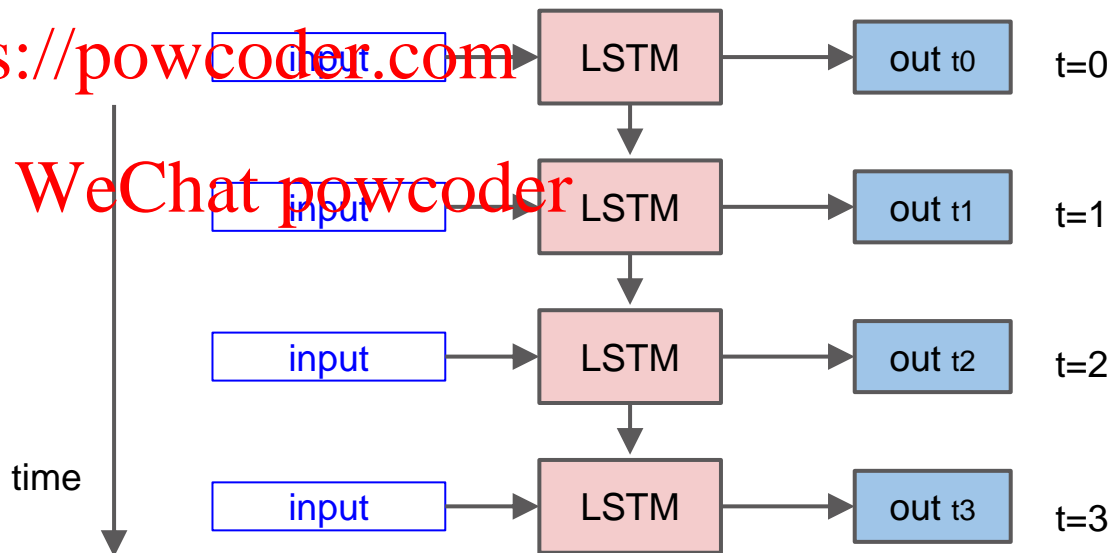 s://powcoder.com
input LSTM out t0 t=0
WeChat powcoder
input LSTM out t1 t=1
input LSTM out t2 t=2
time
input LSTM out t3 t=3